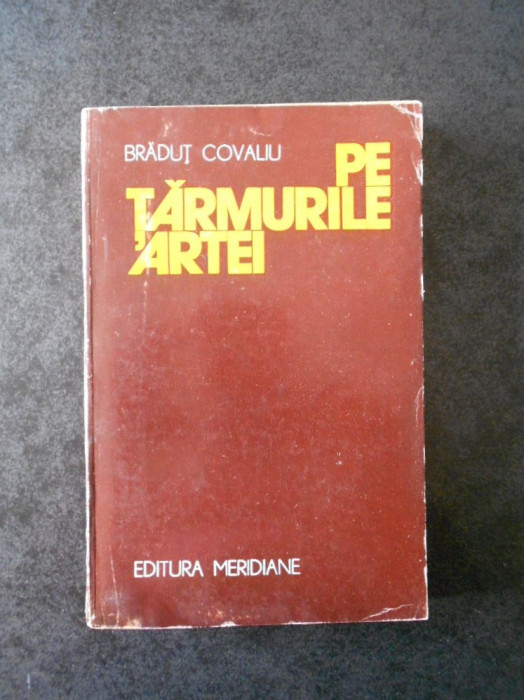 BRĂDUȚ COVALIU
PE
ȚĂRMURILE
ARTEI
EDITURA MERIDIANE